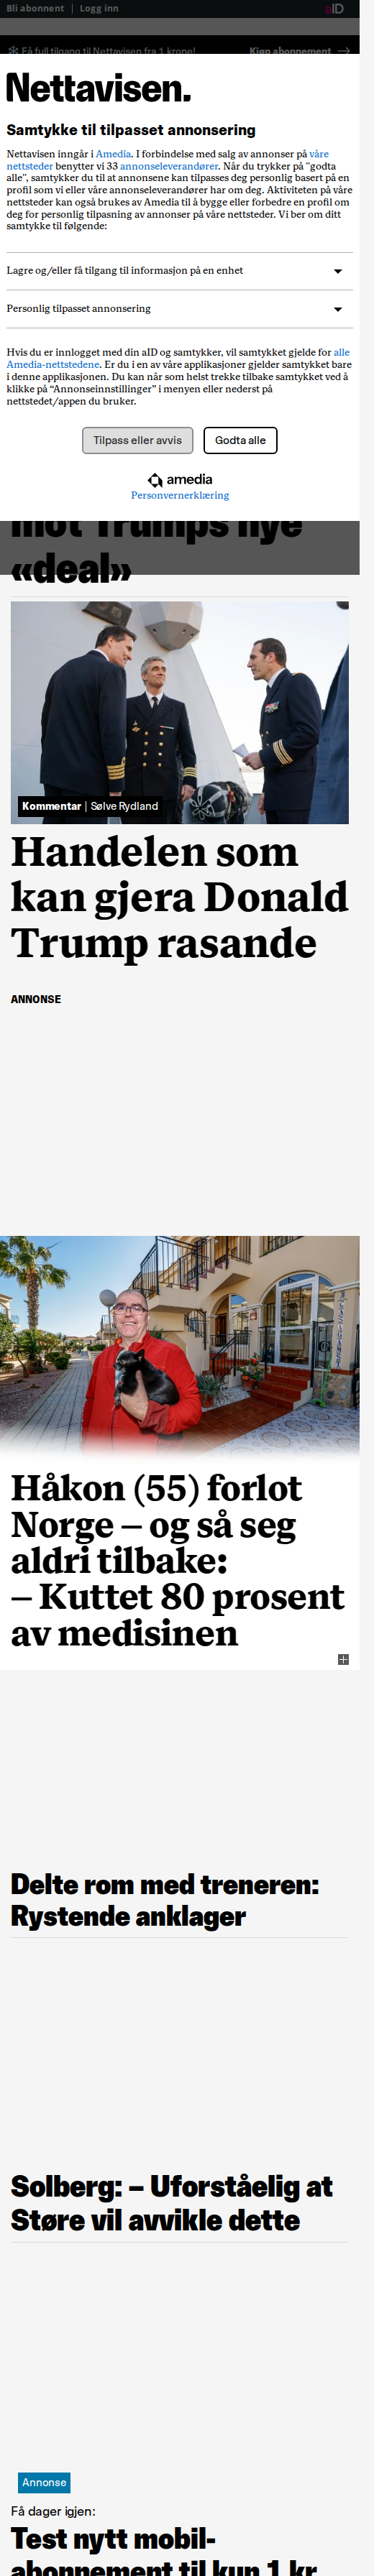 Bli abonnent | Logg inn
aID
Få full tilgang til Nettavisen fra 1 krone! Kjøp abonnement →
Nettavisen.
Samtykke til tilpasset annonsering
Nettavisen inngår i Amedia. I forbindelse med salg av annonser på våre
nettsteder benytter vi 33 annonseleverandører. Når du trykker på "godta
alle", samtykker du til at annonsene kan tilpasses deg personlig basert på en
profil som vi eller våre annonseleverandører har om deg. Aktiviteten på våre
nettsteder kan også brukes av Amedia til å bygge eller forbedre en profil om
deg for personlig tilpasning av annonser på våre nettsteder. Vi ber om ditt
samtykke til følgende:
Lagre og/eller få tilgang til informasjon på en enhet
Personlig tilpasset annonsering
Hvis du er innlogget med din aID og samtykker, vil samtykket gjelde for alle
Amedia-nettstedene. Er du i en av våre applikasjoner gjelder samtykket bare
i denne applikasjonen. Du kan når som helst trekke tilbake samtykket ved å
klikke på “Annonseinnstillinger” i menyen eller nederst på
nettstedet/appen du bruker.
Tilpass eller avvis
Godta alle
amedia
Personvernerklæring
mot Trumps nye
«deal»
Kommentar | Sølve Rydland
Handelen som
kan gjera Donald
Trump rasande
ANNONSE
Håkon (55) forlot
Norge – og så seg
aldri tilbake:
– Kuttet 80 prosent
av medisinen
Delte rom med treneren:
Rystende anklager
Solberg: – Uforståelig at
Støre vil avvikle dette
Annonse
Få dager igjen:
Test nytt mobil-
abonnement til kun 1 kr